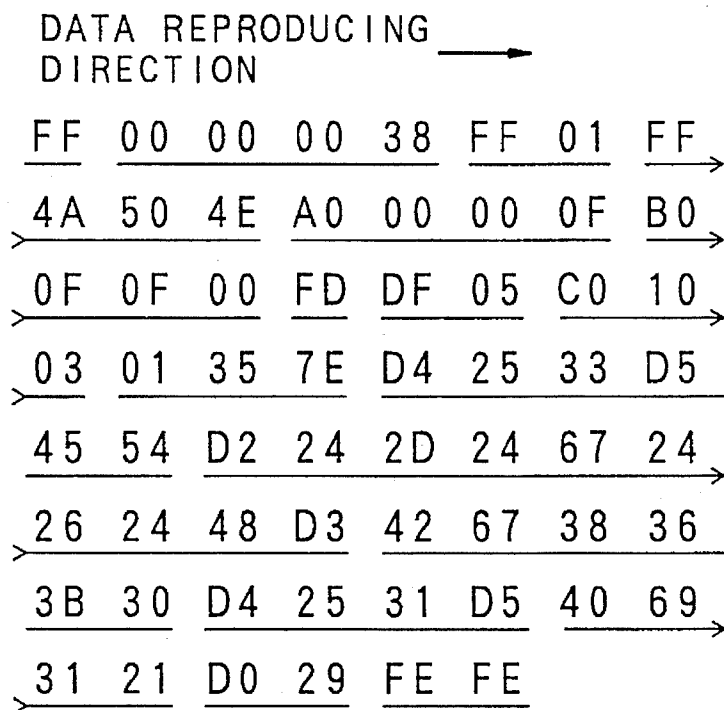 DATA REPRODUCING
DIRECTION
FF 00 00 00 38 FF 01 FF
4A 50 4E A0 00 00 0F B0
0F 0F 00 FD DF 05 C0 10
03 01 35 7E D4 25 33 D5
45 54 D2 24 2D 24 67 24
26 24 48 D3 42 67 38 36
3B 30 D4 25 31 D5 40 69
31 21 D0 29 FE FE